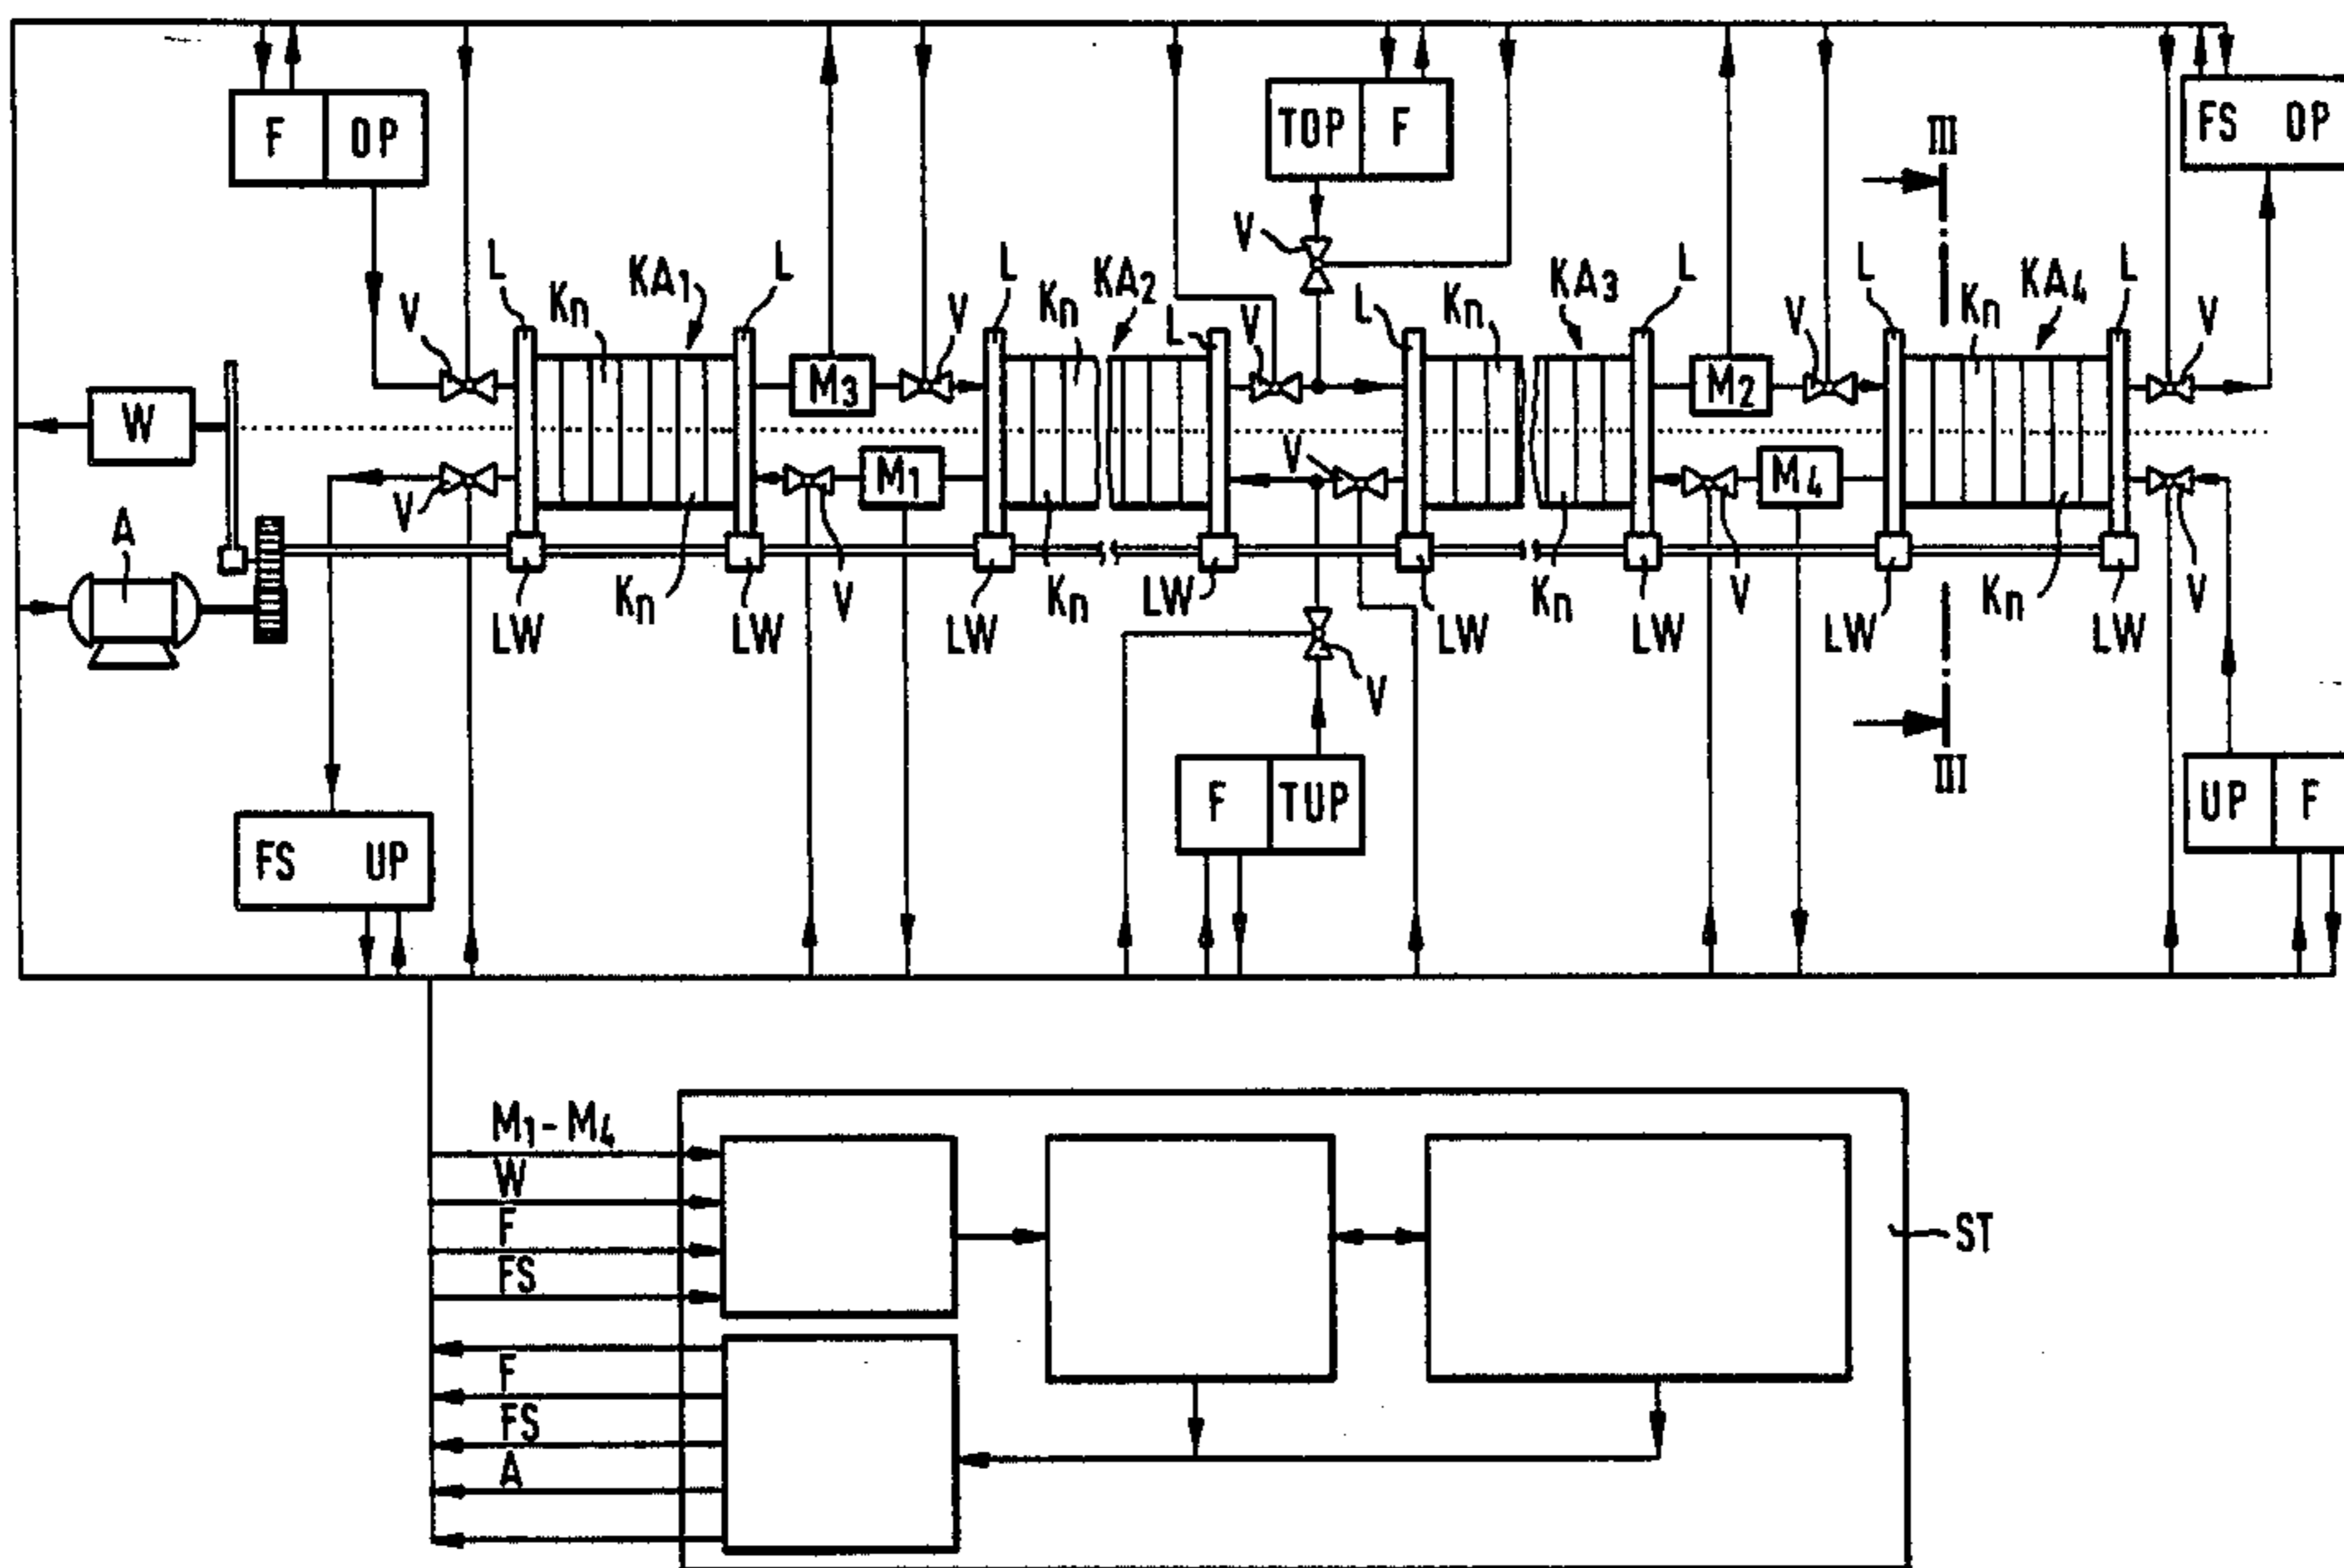 F OP
TOP F
FS OP
III
V
L
KA1
L
L
KA2
KA3
L
L
KA4
L
V
Kn
Kn
Kn
Kn
V
V
L
V
L
V
M3
M2
W
V
M1
M4
A
V
V
V
V
Kn
Kn
Kn
Kn
LW
LW
LW
LW
LW
LW
LW
LW
V
III
F TUP
UP F
FS UP
M1-M4
W
F
FS
ST
F
FS
A